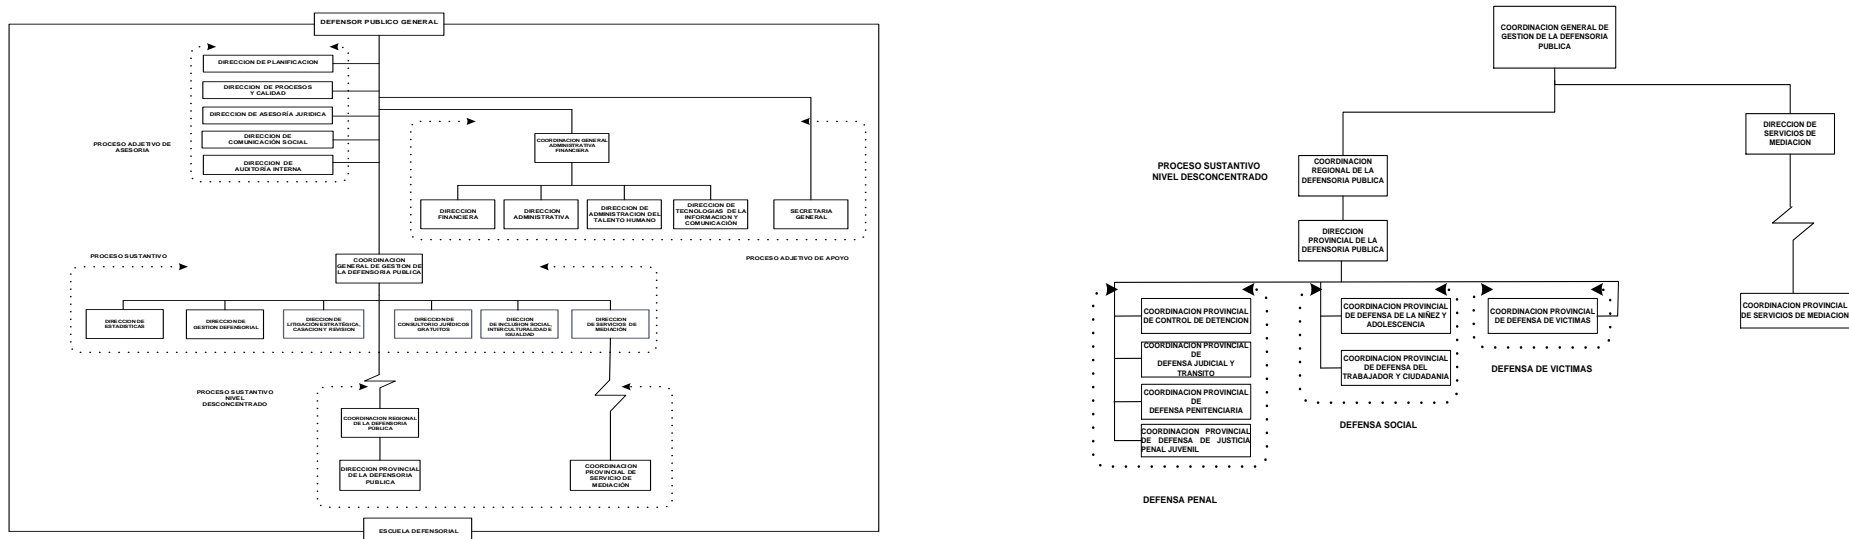 DEFENSOR PUBLICO GENERAL
DIRECCION DE PLANIFICACION
DIRECCION DE PROCESOS
Y CALIDAD
DIRECCION DE ASESORÍA JURIDICA
DIRECCION DE
COMUNICACIÓN SOCIAL
DIRECCION DE
AUDITORÍA INTERNA
PROCESO ADJETIVO DE
ASESORIA
COORDINACION GENERAL
ADMINISTRATIVA
FINANCIERA
DIRECCION
FINANCIERA
DIRECCION
ADMINISTRATIVA
DIRECCION DE
ADMINISTRACION DEL
TALENTO HUMANO
DIRECCION DE
TECNOLOGIAS DE LA
INFORMACION Y
COMUNICACIÓN
SECRETARIA
GENERAL
PROCESO ADJETIVO DE APOYO
PROCESO SUSTANTIVO
COORDINACION
GENERAL DE GESTION DE
LA DEFENSORIA PUBLICA
DIRECCION DE
ESTADISTICAS
DIRECCION DE
GESTION DEFENSORIAL
DIECCION DE
LITIGACIÓN ESTRATÉGICA,
CASACION Y REVISION
DIRECCION DE
CONSULTORIO JURÍDICOS
GRATUITOS
DIECCION
DE INCLUSION SOCIAL,
INTERCULTURALIDAD E
IGUALDAD
DIRECCION
DE SERVICIOS DE
MEDIACIÓN
PROCESO SUSTANTIVO
NIVEL
DESCONCENTRADO
COORDINACION REGIONAL
DE LA DEFENSORIA
PÚBLICA
DIRECCION PROVINCIAL
DE LA DEFENSORIA
PUBLICA
COORDINACION
PROVINCIAL DE
SERVICIO DE
MEDIACIÓN
ESCUELA DEFENSORIAL
COORDINACION GENERAL DE
GESTION DE LA DEFENSORIA
PUBLICA
DIRECCION DE
SERVICIOS DE
MEDIACION
PROCESO SUSTANTIVO
NIVEL DESCONCENTRADO
COORDINACION
REGIONAL DE LA
DEFENSORIA PUBLICA
DIRECCION
PROVINCIAL DE LA
DEFENSORIA PUBLICA
COORDINACION PROVINCIAL
DE CONTROL DE DETENCION
COORDINACION PROVINCIAL
DE
DEFENSA JUDICIAL Y
TRANSITO
COORDINACION PROVINCIAL
DE
DEFENSA PENITENCIARIA
COORDINACION PROVINCIAL
DE DEFENSA DE JUSTICIA
PENAL JUVENIL
DEFENSA PENAL
COORDINACION PROVINCIAL
DE DEFENSA DE LA NIÑEZ Y
ADOLESCENCIA
COORDINACION PROVINCIAL
DE DEFENSA DEL
TRABAJADOR Y CIUDADANIA
DEFENSA SOCIAL
COORDINACION PROVINCIAL
DE DEFENSA DE VICTIMAS
DEFENSA DE VICTIMAS
COORDINACION PROVINCIAL
DE SERVICIOS DE MEDIACION